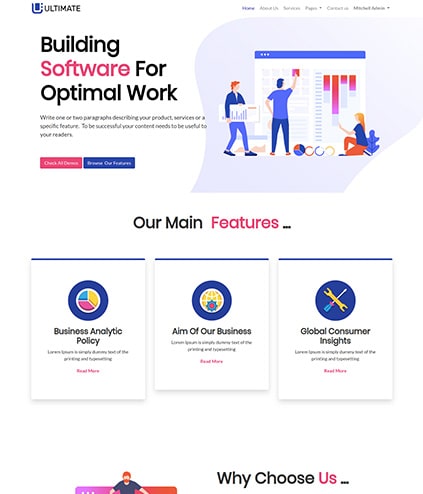 ULTIMATE
Home About Us Services Pages Contact us Mitchell Admin
Building
Software For
Optimal Work
Write one or two paragraphs describing your product, services or a
specific feature. To be successful your content needs to be useful to
your readers.
Check All Demos Browse Our Features
Our Main Features ...
Business Analytic
Policy
Lorem Ipsum is simply dummy text of the
printing and typesetting
Read More
Aim Of Our Business
Lorem Ipsum is simply dummy text of the
printing and typesetting
Read More
Global Consumer
Insights
Lorem Ipsum is simply dummy text of the
printing and typesetting
Read More
Why Choose Us ...